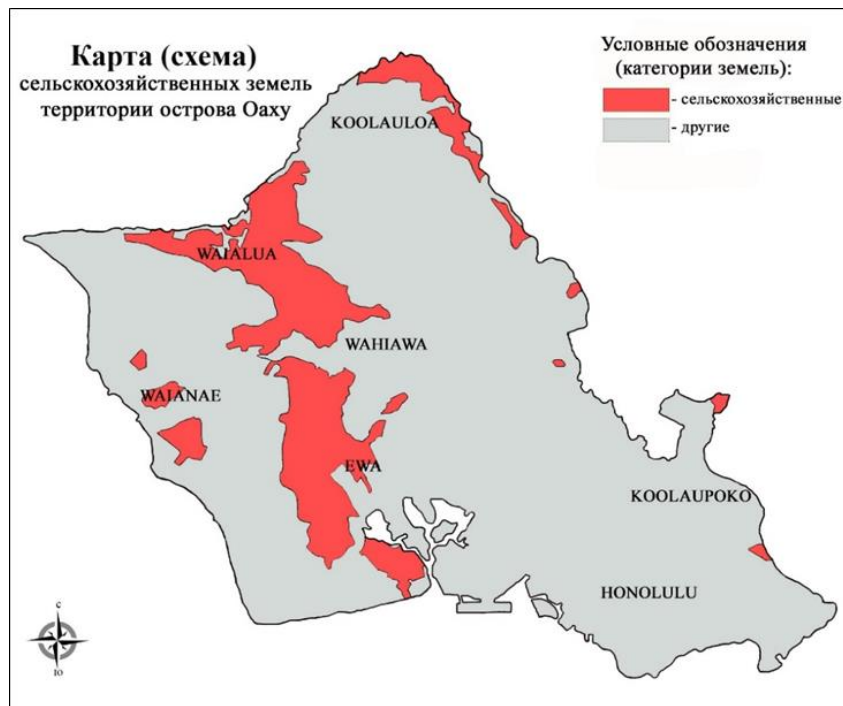 Карта (схема)
сельскохозяйственных земель
территории острова Оаху
Условные обозначения
(категории земель):
- сельскохозяйственные
- другие
KOOLAULOA
WAIALUA
WAHIAWA
WAIANAE
EWA
KOOLAUPOKO
HONOLULU
с
ю